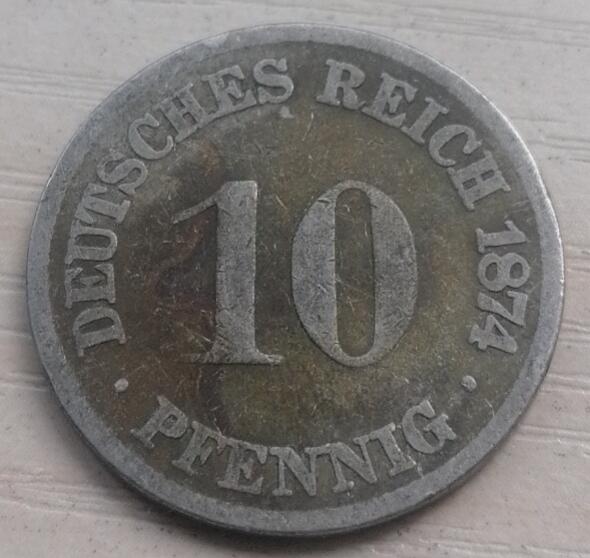 DEUTSCHES REICH 1874
10
· PFENNIG ·